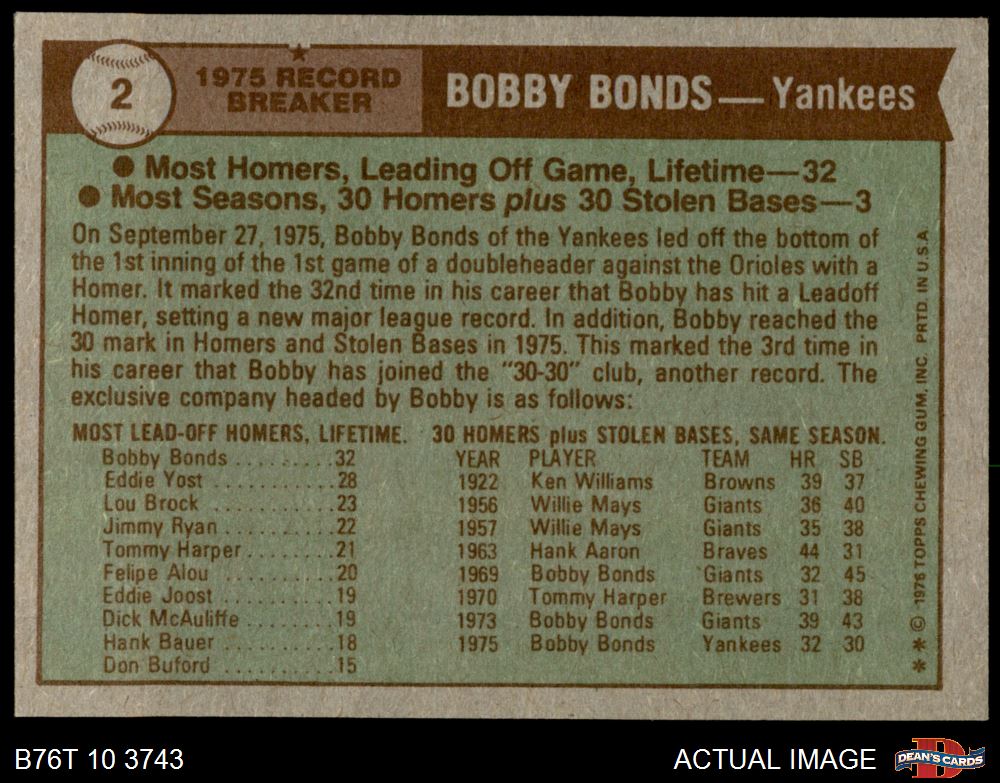 2
1975 RECORD
BREAKER
BOBBY BONDS — Yankees
● Most Homers, Leading Off Game, Lifetime—32
● Most Seasons, 30 Homers plus 30 Stolen Bases—3
On September 27, 1975, Bobby Bonds of the Yankees led off the bottom of
the 1st inning of the 1st game of a doubleheader against the Orioles with a
Homer. It marked the 32nd time in his career that Bobby has hit a Leadoff
Homer, setting a new major league record. In addition, Bobby reached the
30 mark in Homers and Stolen Bases in 1975. This marked the 3rd time in
his career that Bobby has joined the "30-30" club, another record. The
exclusive company headed by Bobby is as follows:
MOST LEAD-OFF HOMERS, LIFETIME.
Bobby Bonds .........32
Eddie Yost ...........28
Lou Brock ...........23
Jimmy Ryan ..........22
Tommy Harper.........21
Felipe Alou ..........20
Eddie Joost ..........19
Dick McAuliffe ........19
Hank Bauer ..........18
Don Buford ..........15
30 HOMERS plus STOLEN BASES, SAME SEASON.
YEAR PLAYER TEAM HR SB
1922 Ken Williams Browns 39 37
1956 Willie Mays Giants 36 40
1957 Willie Mays Giants 35 38
1963 Hank Aaron Braves 44 31
1969 Bobby Bonds Giants 32 45
1970 Tommy Harper Brewers 31 38
1973 Bobby Bonds Giants 39 43
1975 Bobby Bonds Yankees 32 30
** © 1976 TOPPS CHEWING GUM, INC. PRTD. IN U.S.A.
B76T 10 3743
ACTUAL IMAGE
D
DEAN'S CARDS